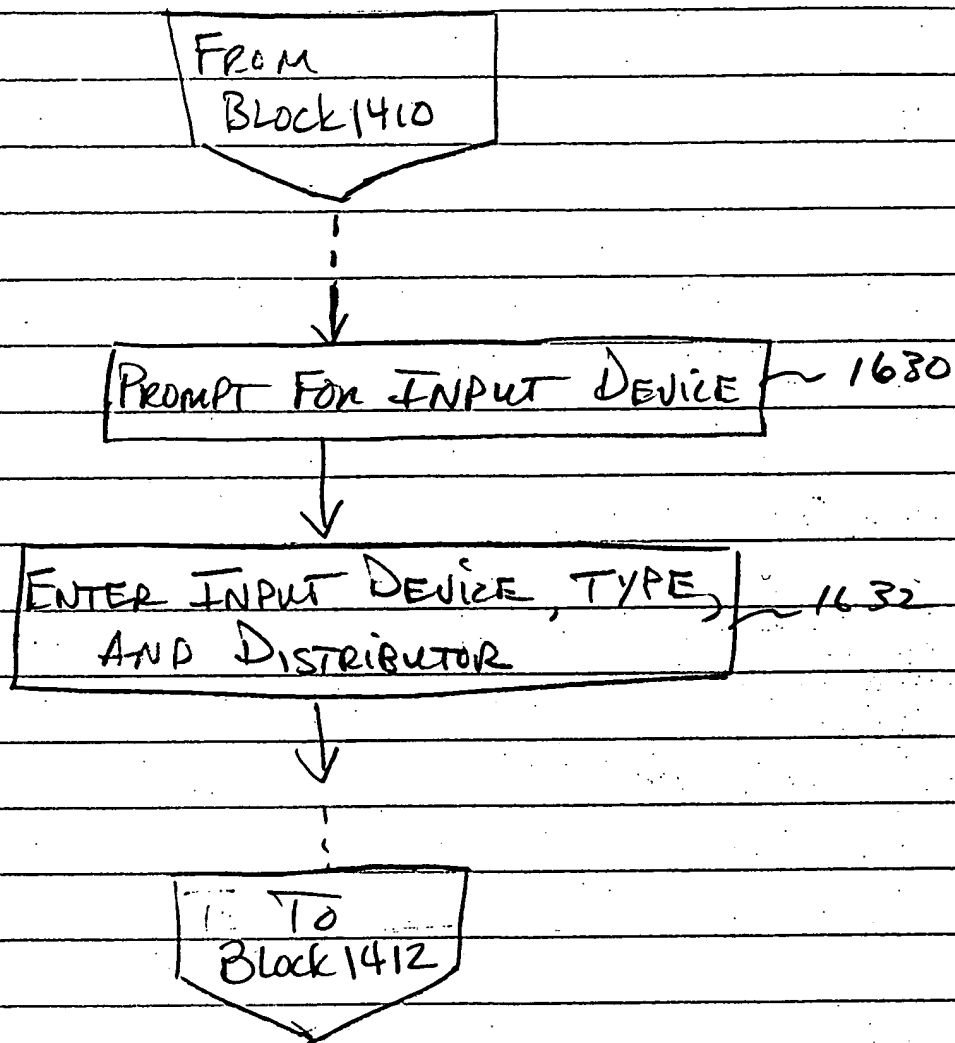 FROM
BLOCK 1410
PROMPT FOR INPUT DEVICE 1630
ENTER INPUT DEVICE, TYPE, 1632
AND DISTRIBUTOR
TO
BLOCK 1412